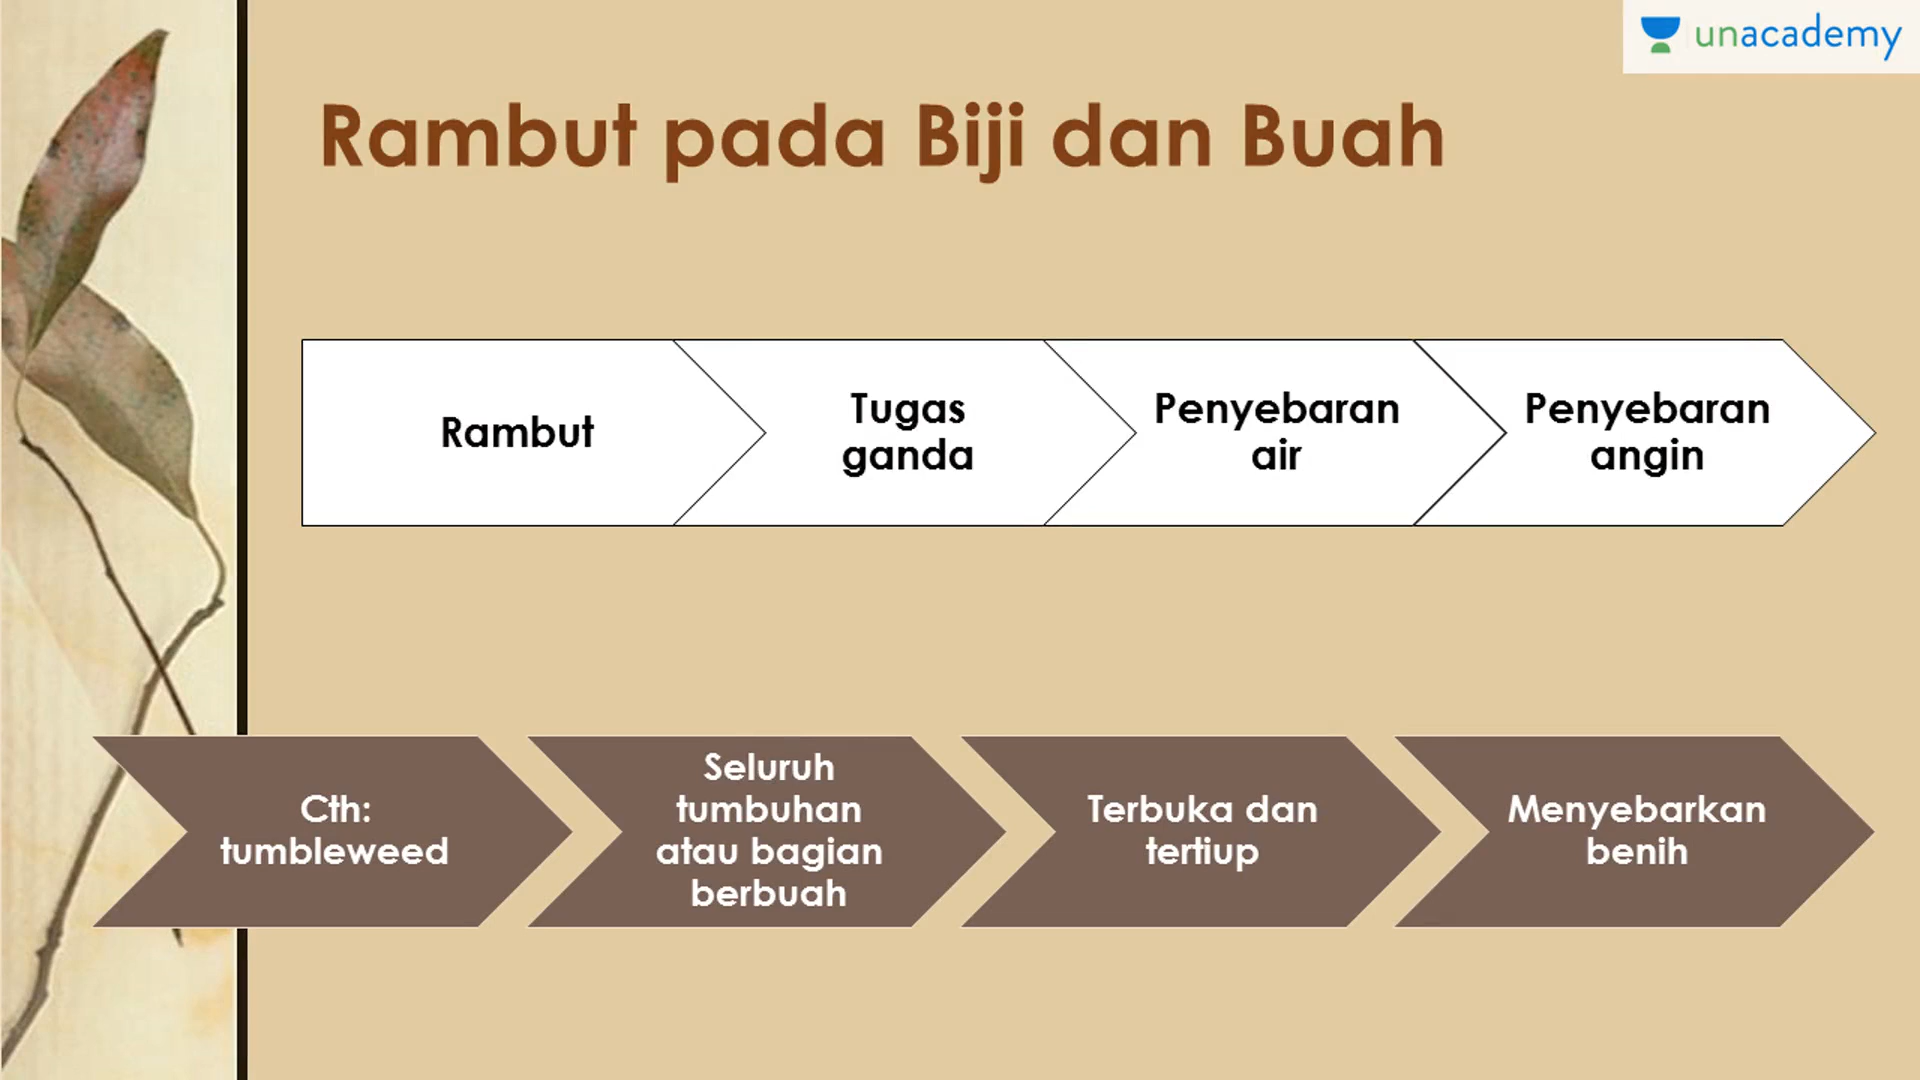 unacademy
Rambut pada Biji dan Buah
Rambut
Tugas
ganda
Penyebaran
air
Penyebaran
angin
Cth:
tumbleweed
Seluruh
tumbuhan
atau bagian
berbuah
Terbuka dan
tertiup
Menyebarkan
benih